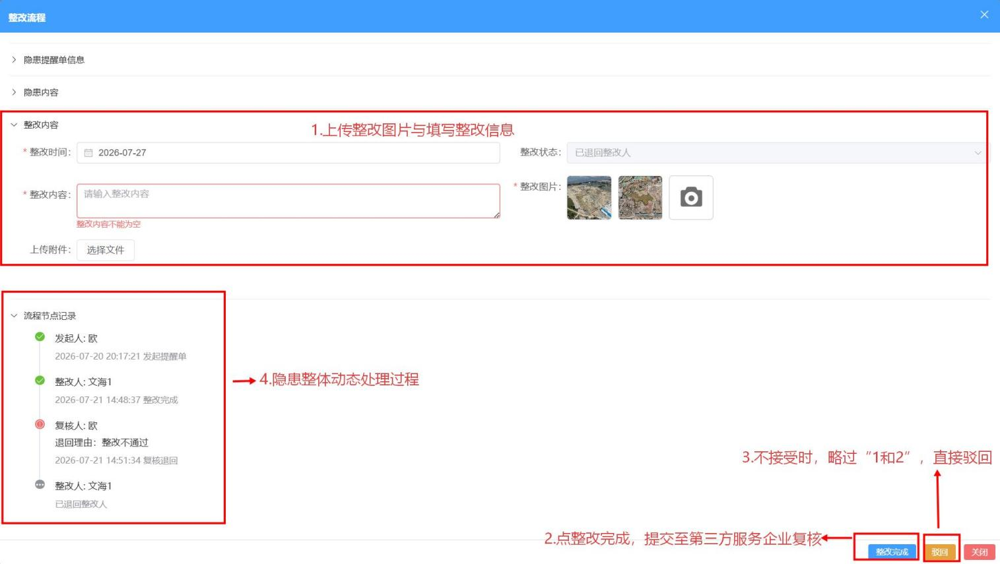 整改流程
隐患提醒单信息
隐患内容
整改内容
1.上传整改图片与填写整改信息
* 整改时间: 2026-07-27
整改状态: 已退回整改人
* 整改内容: 请输入整改内容
整改内容不能为空
* 整改图片:
上传附件: 选择文件
流程节点记录
发起人: 欧
2026-07-20 20:17:21 发起提醒单
整改人: 文海1
2026-07-21 14:48:37 整改完成
复核人: 欧
退回理由：整改不通过
2026-07-21 14:51:34 复核退回
整改人: 文海1
已退回整改人
4.隐患整体动态处理过程
3.不接受时，略过“1和2”，直接驳回
2.点整改完成，提交至第三方服务企业复核
整改完成 驳回 关闭